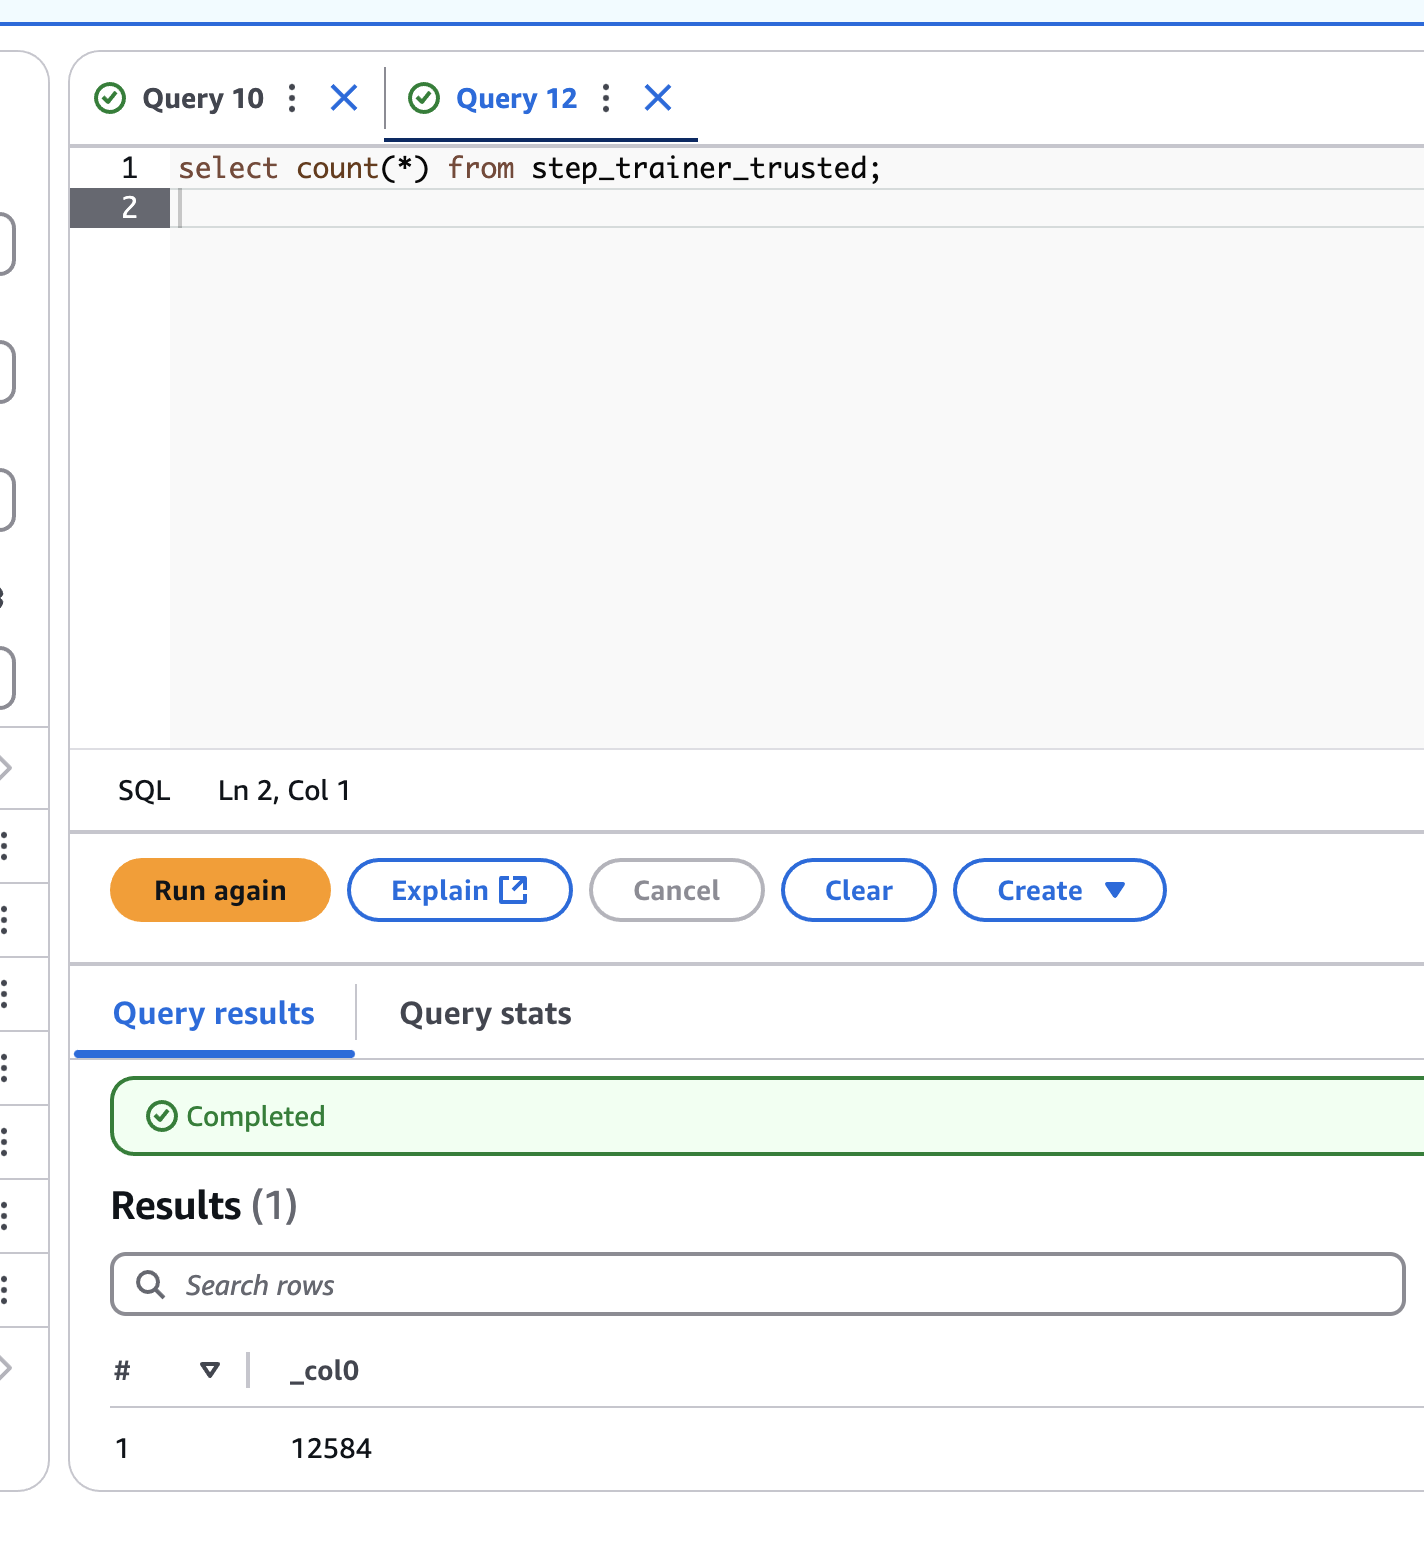 Query 10
Query 12
1 select count(*) from step_trainer_trusted;
2
SQL Ln 2, Col 1
Run again
Explain
Cancel
Clear
Create
Query results
Query stats
Completed
Results (1)
Search rows
# _col0
1 12584